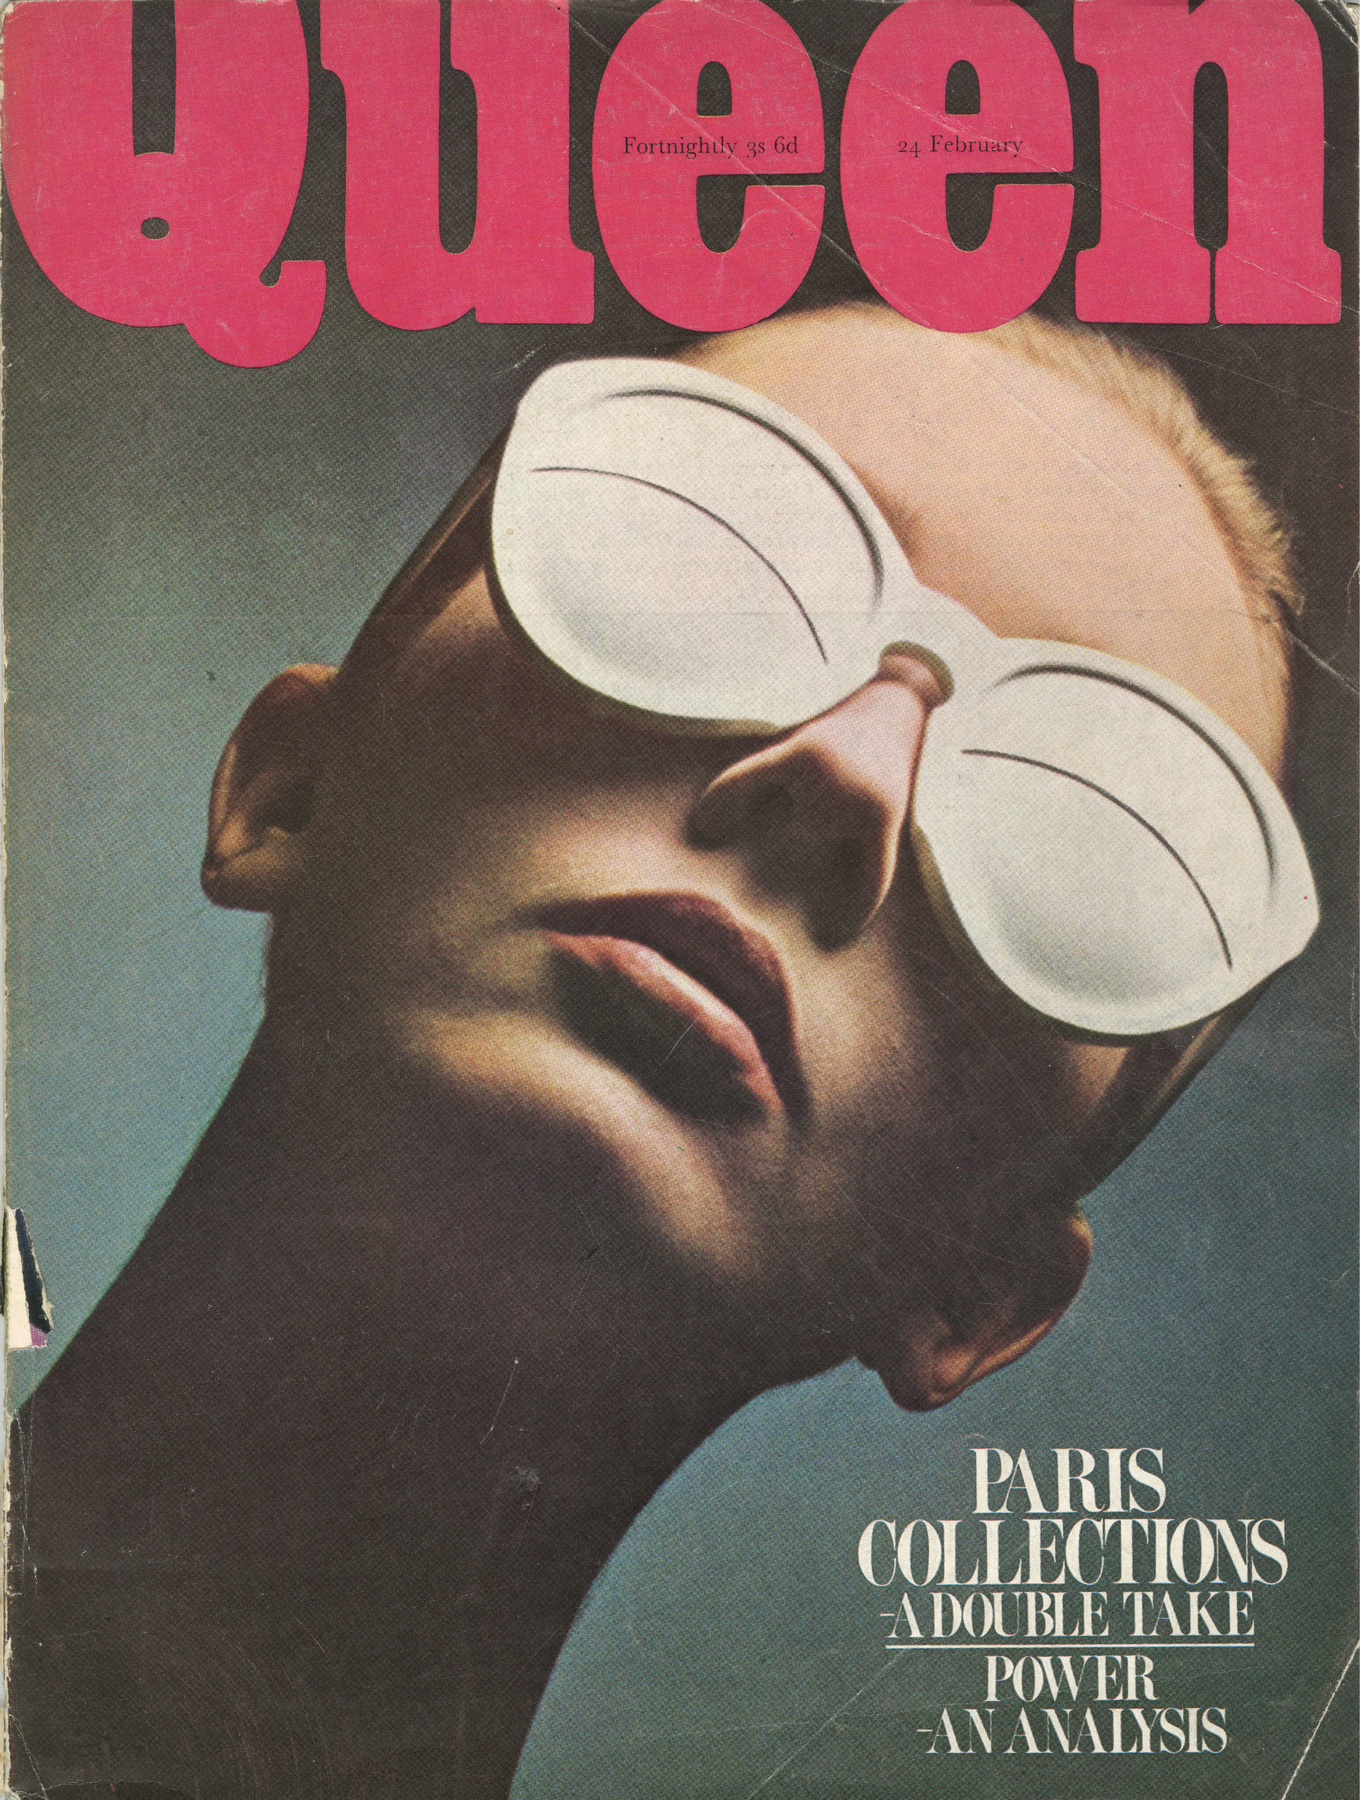 Queen
Fortnightly 3s 6d 24 February
PARIS
COLLECTIONS
-A DOUBLE TAKE
POWER
-AN ANALYSIS